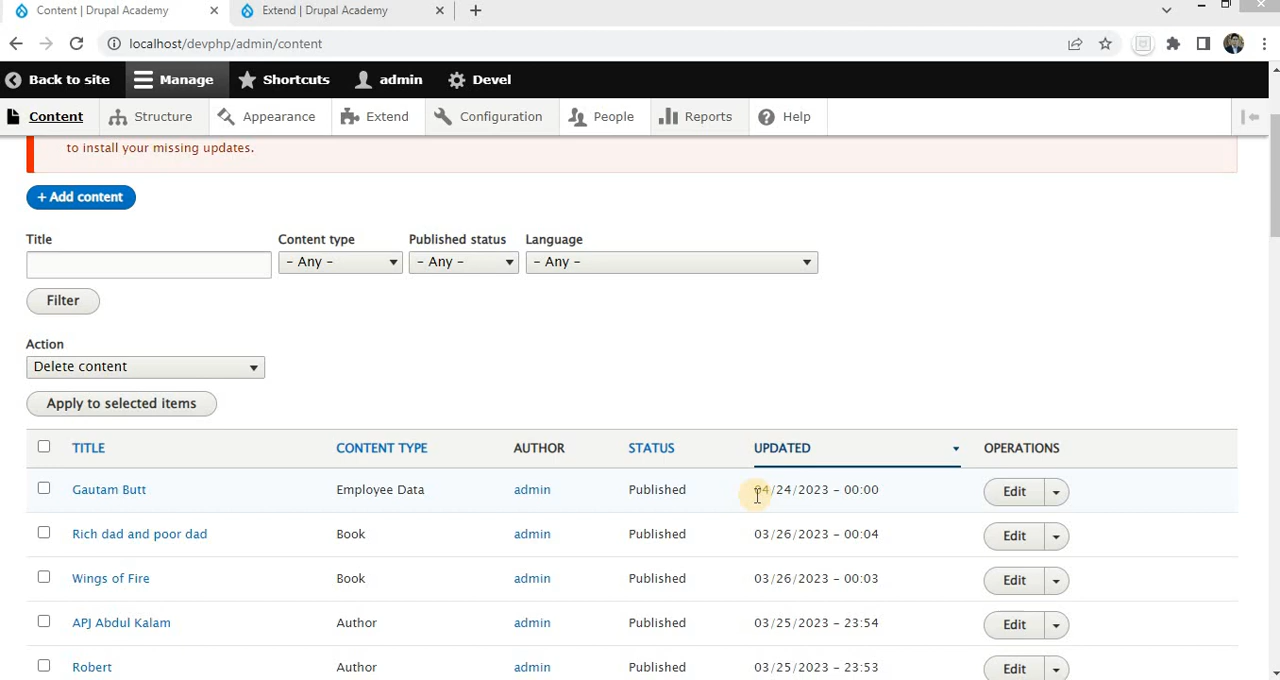 Content | Drupal Academy
Extend | Drupal Academy
localhost/devphp/admin/content
Back to site Manage Shortcuts admin Devel
Content Structure Appearance Extend Configuration People Reports Help
to install your missing updates.
+ Add content
Title Content type Published status Language
- Any - - Any - - Any -
Filter
Action
Delete content
Apply to selected items
TITLE CONTENT TYPE AUTHOR STATUS UPDATED OPERATIONS
Gautam Butt Employee Data admin Published 04/24/2023 - 00:00 Edit
Rich dad and poor dad Book admin Published 03/26/2023 - 00:04 Edit
Wings of Fire Book admin Published 03/26/2023 - 00:03 Edit
APJ Abdul Kalam Author admin Published 03/25/2023 - 23:54 Edit
Robert Author admin Published 03/25/2023 - 23:53 Edit